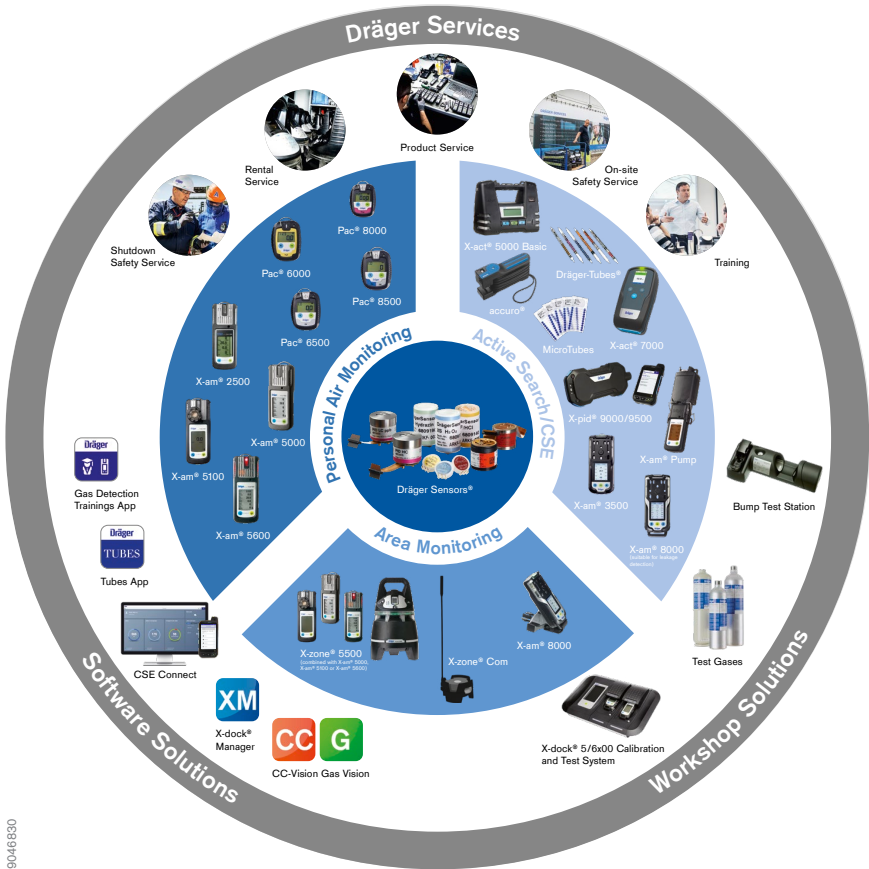 Dräger Services
Product Service
Rental
Service
On-site
Safety Service
Shutdown
Safety Service
Training
Personal Air Monitoring
Pac® 8000
Pac® 6000
Pac® 8500
Pac® 6500
X-am® 2500
X-am® 5000
X-am® 5100
X-am® 5600
Active Search/CSE
X-act® 5000 Basic
Dräger-Tubes®
accuro®
MicroTubes
X-act® 7000
X-pid® 9000/9500
X-am® Pump
X-am® 3500
X-am® 8000
(suitable for leakage
detection)
Dräger Sensors®
Area Monitoring
X-zone® 5500
(combined with X-am® 5000,
X-am® 5100 or X-am® 5600)
X-zone® Com
X-am® 8000
Dräger
Gas Detection
Trainings App
Dräger
TUBES
Tubes App
CSE Connect
XM
X-dock®
Manager
CC
G
CC-Vision Gas Vision
Software Solutions
Bump Test Station
Test Gases
X-dock® 5/6x00 Calibration
and Test System
Workshop Solutions
9046830